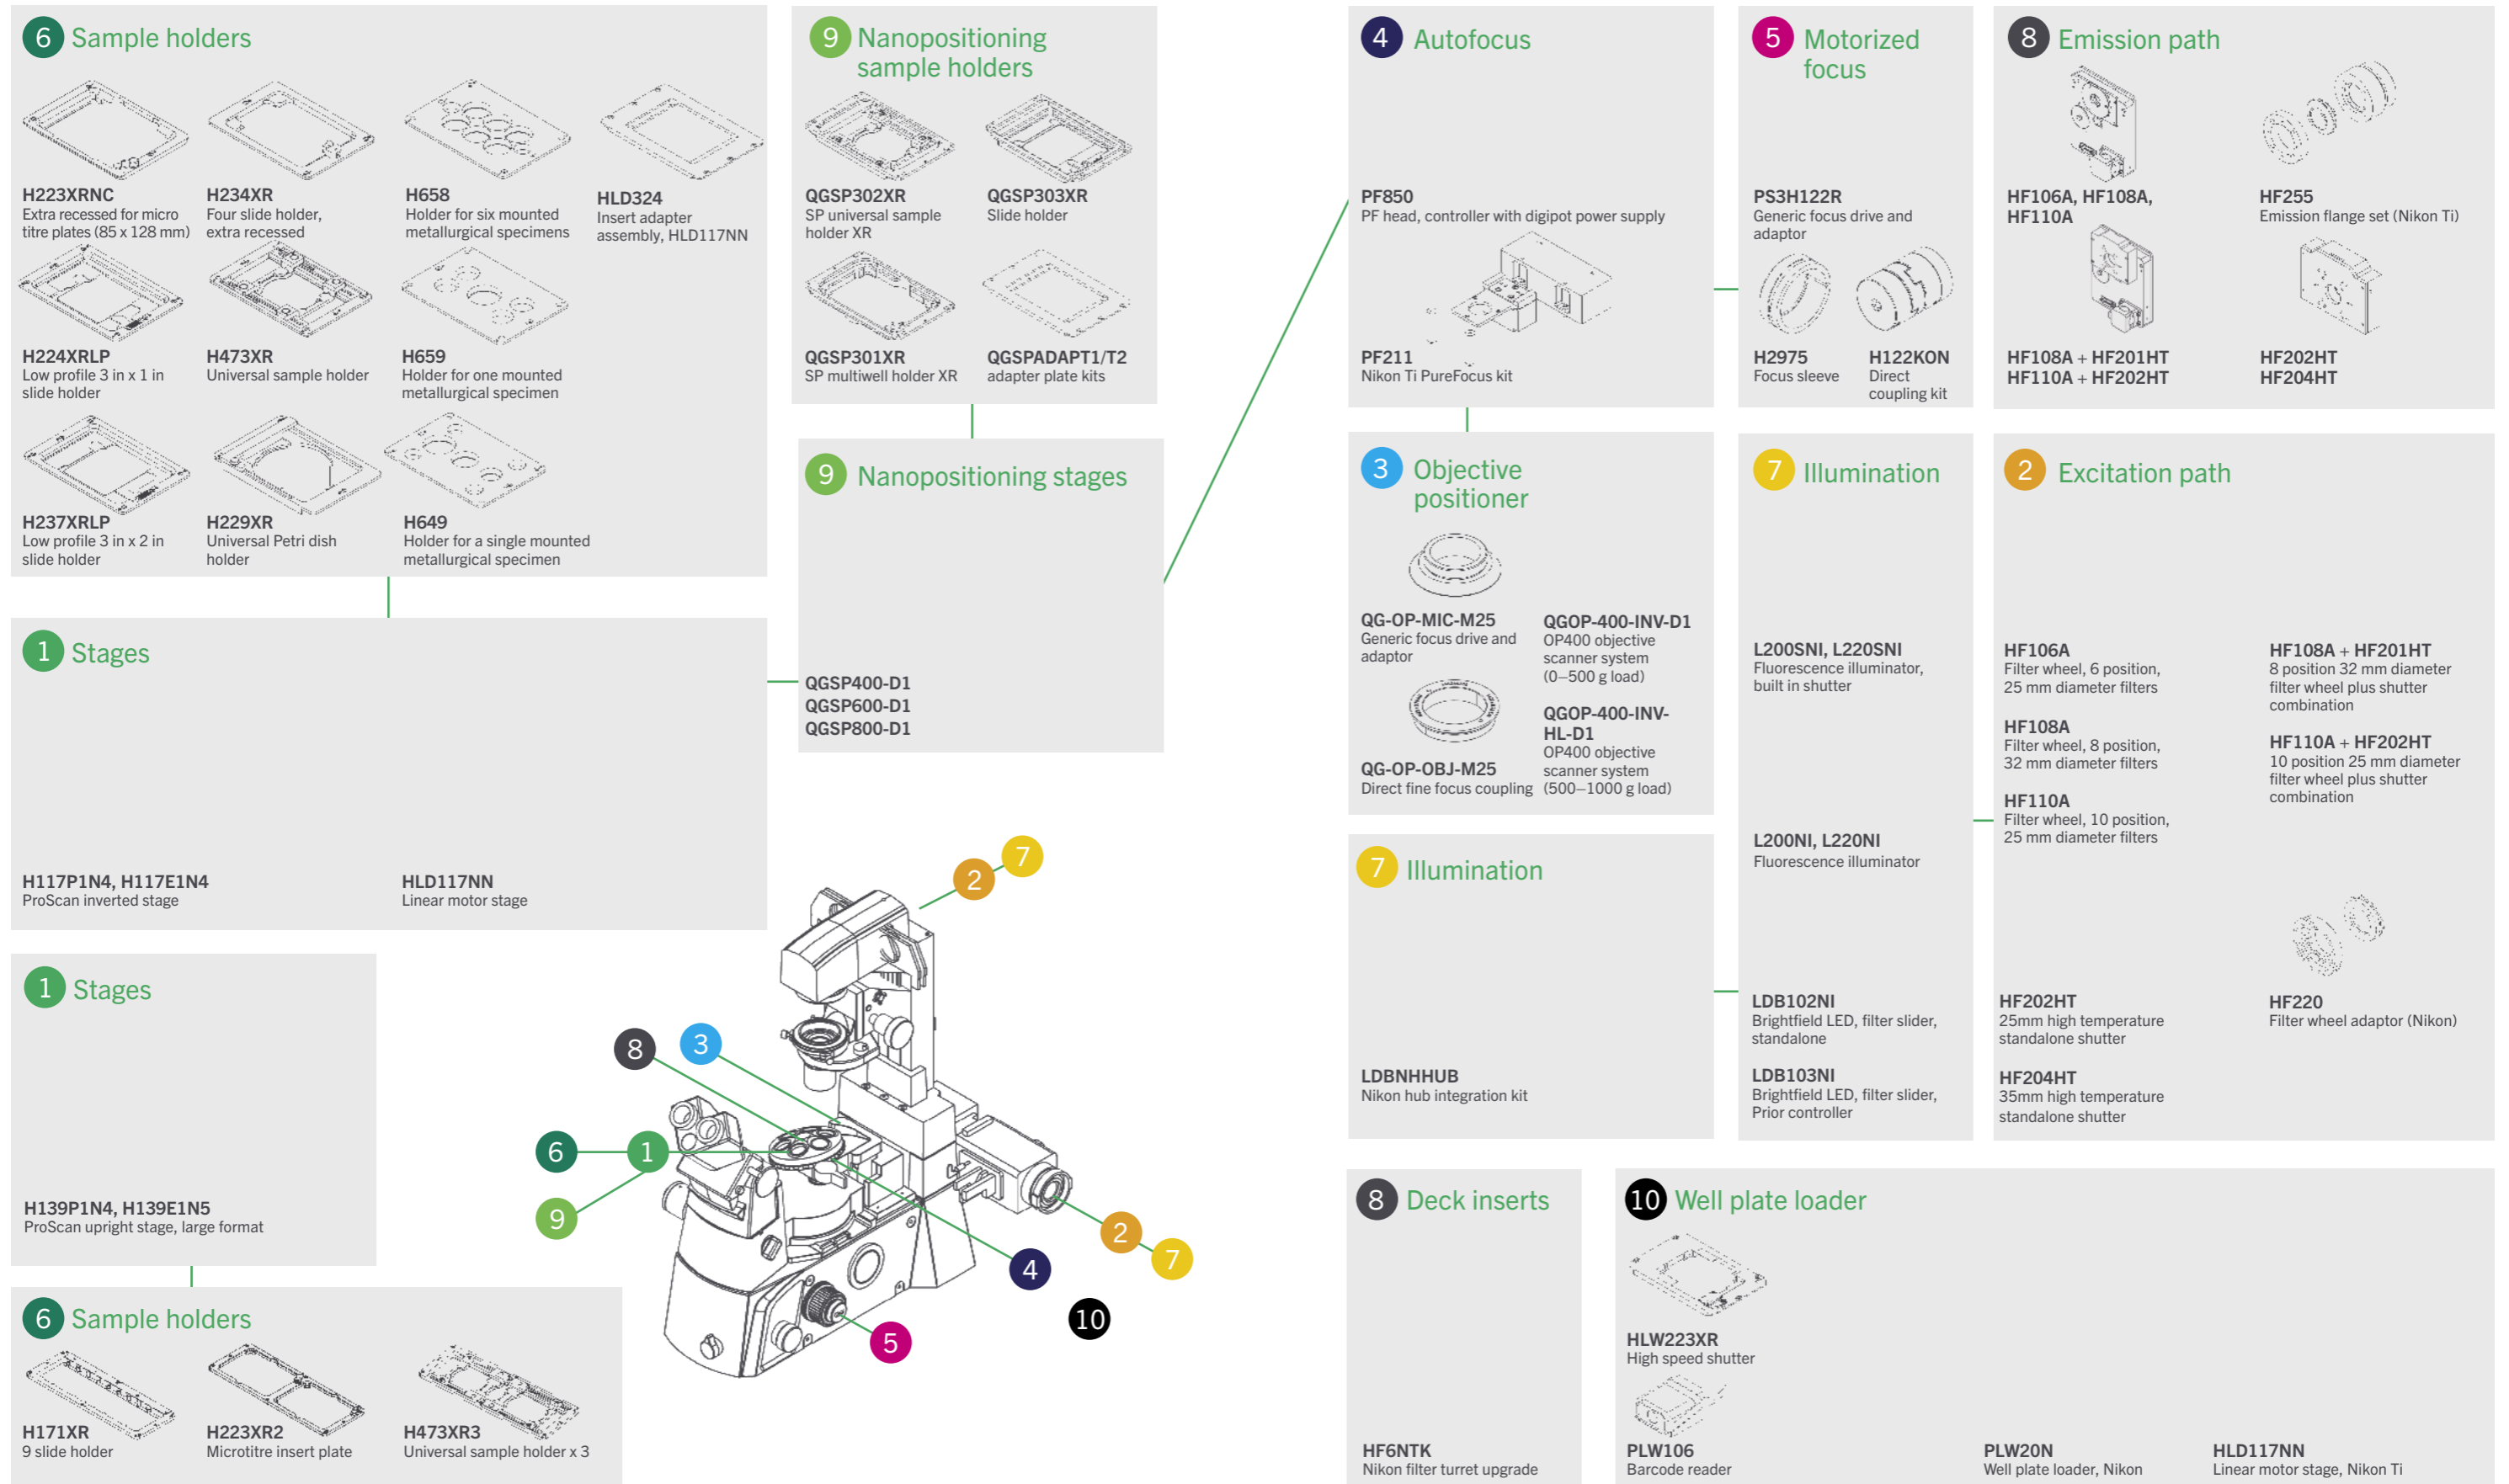 6 Sample holders
H223XRNC
Extra recessed for micro
titre plates (85 x 128 mm)
H234XR
Four slide holder,
extra recessed
H658
Holder for six mounted
metallurgical specimens
HLD324
Insert adapter
assembly, HLD117NN
H224XRLP
Low profile 3 in x 1 in
slide holder
H473XR
Universal sample holder
H659
Holder for one mounted
metallurgical specimen
H237XRLP
Low profile 3 in x 2 in
slide holder
H229XR
Universal Petri dish
holder
H649
Holder for a single mounted
metallurgical specimen
9 Nanopositioning
sample holders
QGSP302XR
SP universal sample
holder XR
QGSP303XR
Slide holder
QGSP301XR
SP multiwell holder XR
QGSPADAPT1/T2
adapter plate kits
9 Nanopositioning stages
QGSP400-D1
QGSP600-D1
QGSP800-D1
1 Stages
H117P1N4, H117E1N4
ProScan inverted stage
HLD117NN
Linear motor stage
1 Stages
H139P1N4, H139E1N5
ProScan upright stage, large format
6 Sample holders
H171XR
9 slide holder
H223XR2
Microtitre insert plate
H473XR3
Universal sample holder x 3
7
2
3
8
6
1
9
2
7
4
10
5
4 Autofocus
PF850
PF head, controller with digipot power supply
PF211
Nikon Ti PureFocus kit
5 Motorized
focus
PS3H122R
Generic focus drive and
adaptor
H2975
Focus sleeve
H122KON
Direct
coupling kit
8 Emission path
HF106A, HF108A,
HF110A
HF255
Emission flange set (Nikon Ti)
HF108A + HF201HT
HF110A + HF202HT
HF202HT
HF204HT
3 Objective
positioner
QG-OP-MIC-M25
Generic focus drive and
adaptor
QGOP-400-INV-D1
OP400 objective
scanner system
(0–500 g load)
QG-OP-OBJ-M25
Direct fine focus coupling
QGOP-400-INV-
HL-D1
OP400 objective
scanner system
(500–1000 g load)
7 Illumination
LDBNHHUB
Nikon hub integration kit
7 Illumination
L200SNI, L220SNI
Fluorescence illuminator,
built in shutter
L200NI, L220NI
Fluorescence illuminator
LDB102NI
Brightfield LED, filter slider,
standalone
LDB103NI
Brightfield LED, filter slider,
Prior controller
2 Excitation path
HF106A
Filter wheel, 6 position,
25 mm diameter filters
HF108A
Filter wheel, 8 position,
32 mm diameter filters
HF110A
Filter wheel, 10 position,
25 mm diameter filters
HF108A + HF201HT
8 position 32 mm diameter
filter wheel plus shutter
combination
HF110A + HF202HT
10 position 25 mm diameter
filter wheel plus shutter
combination
HF202HT
25mm high temperature
standalone shutter
HF204HT
35mm high temperature
standalone shutter
HF220
Filter wheel adaptor (Nikon)
8 Deck inserts
HF6NTK
Nikon filter turret upgrade
10 Well plate loader
HLW223XR
High speed shutter
PLW106
Barcode reader
PLW20N
Well plate loader, Nikon
HLD117NN
Linear motor stage, Nikon Ti